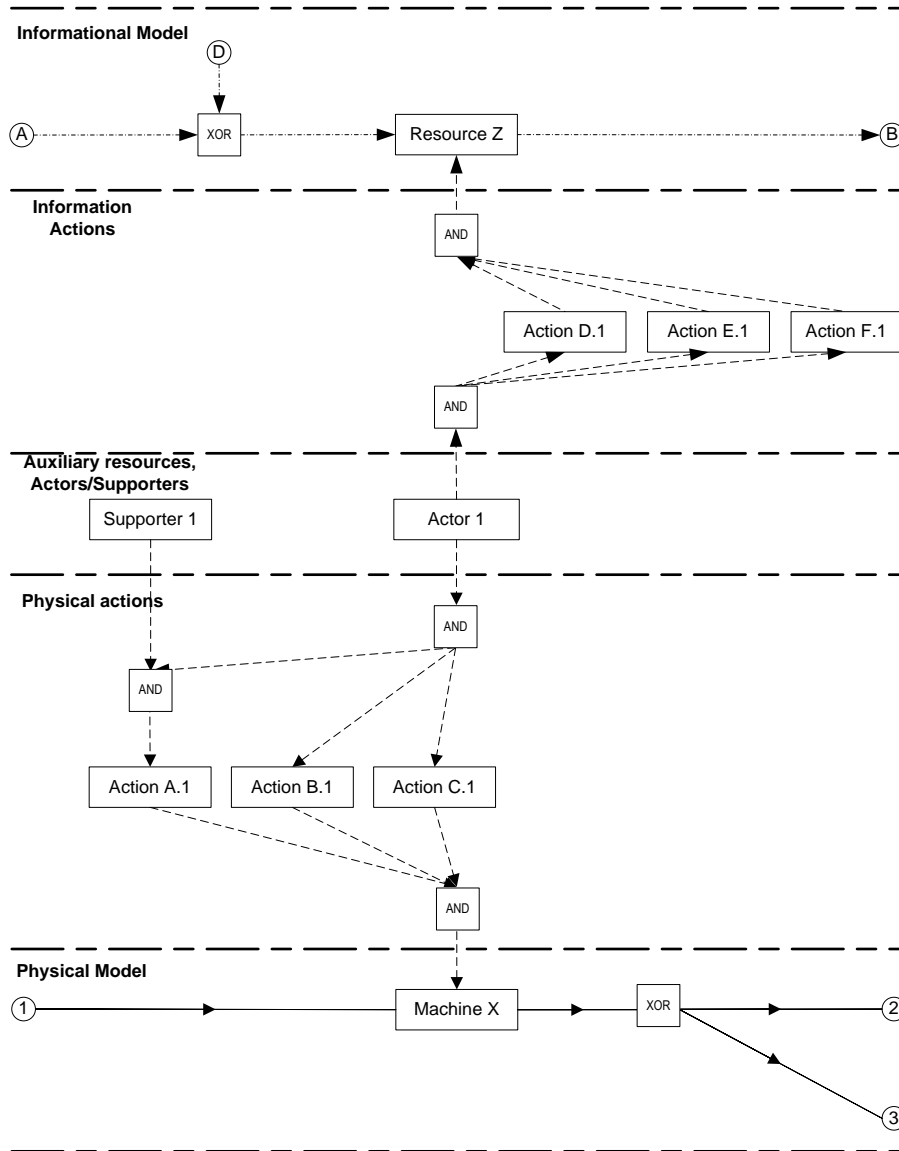 Informational Model
D
A
XOR
Resource Z
B
Information
Actions
AND
Action D.1
Action E.1
Action F.1
AND
Auxiliary resources,
Actors/Supporters
Supporter 1
Actor 1
Physical actions
AND
AND
Action A.1
Action B.1
Action C.1
AND
Physical Model
1
Machine X
XOR
2
3